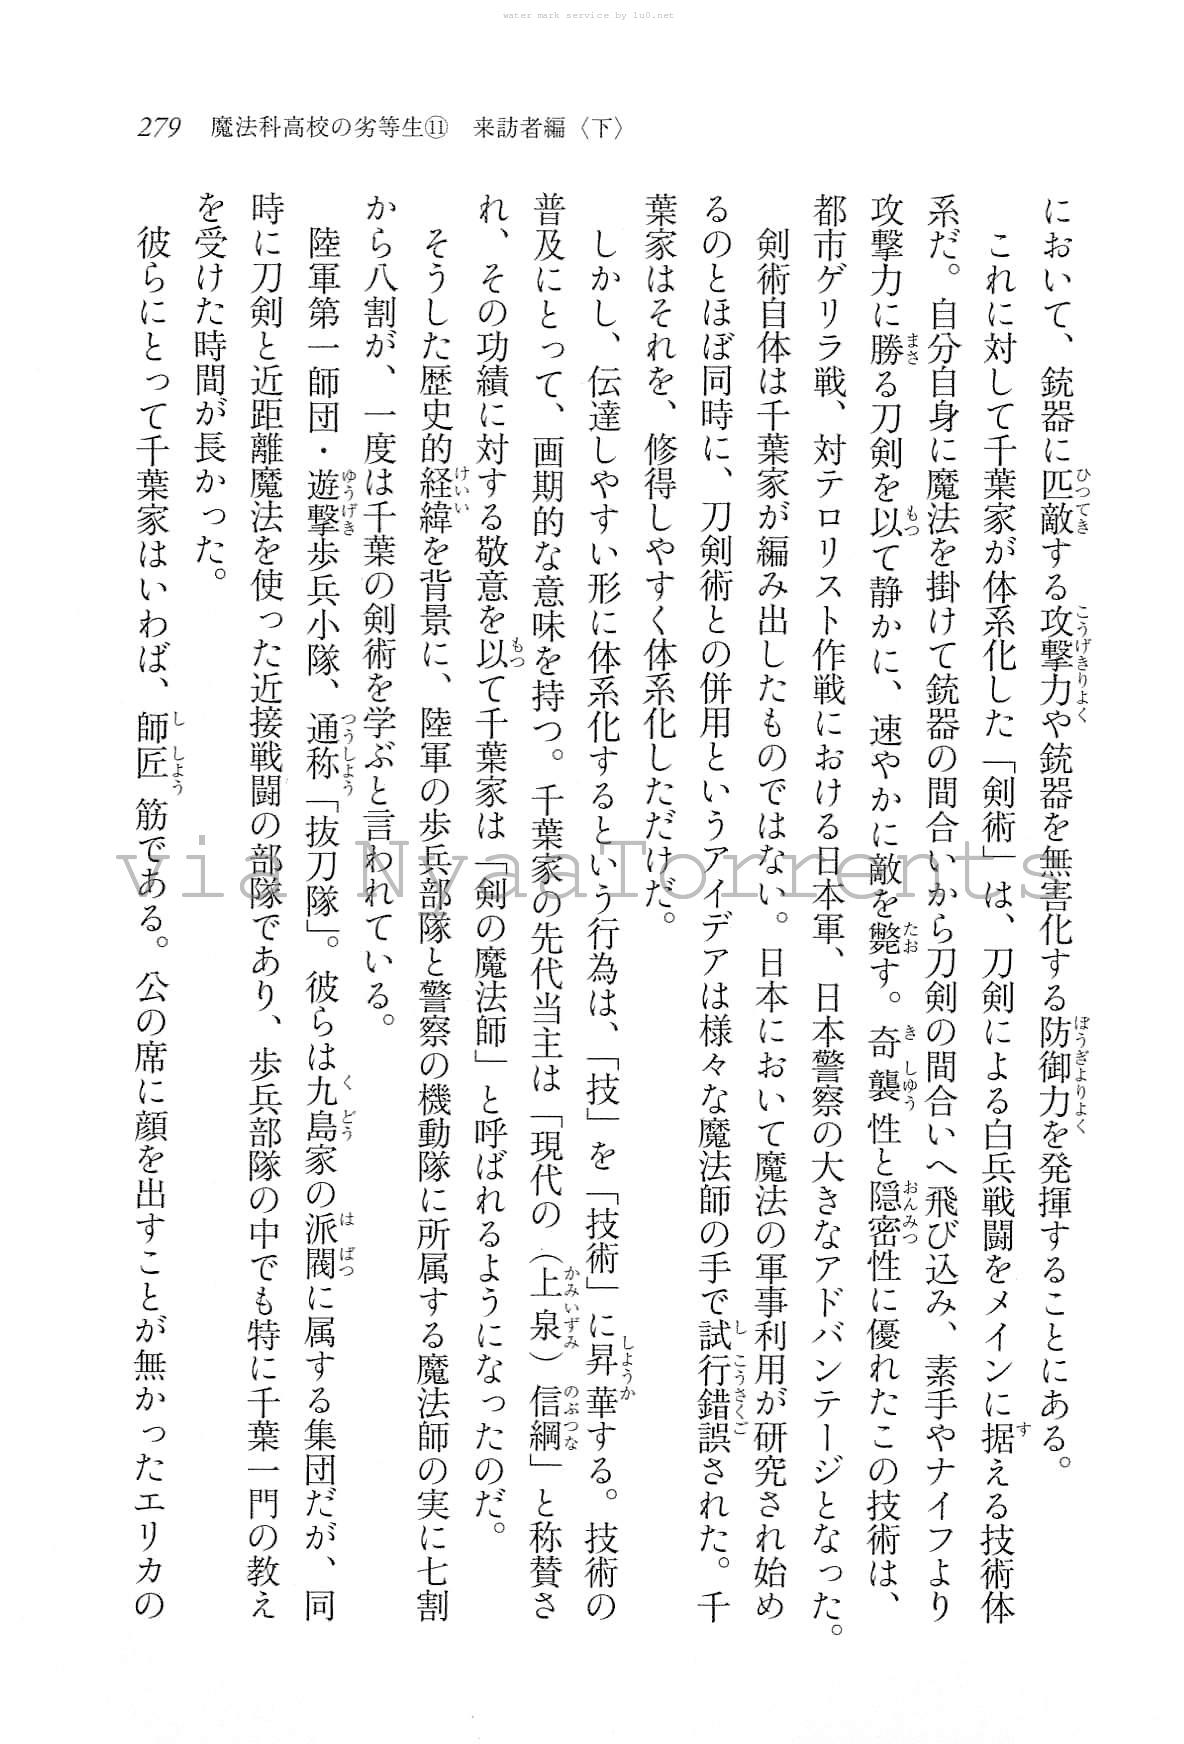 water mark service by lu0.net
279 魔法科高校の劣等生⑪ 来訪者編〈下〉
において、銃器に匹敵する攻撃力や銃器を無害化する防御力を発揮することにある。
これに対して千葉家が体系化した「剣術」は、刀剣による白兵戦闘をメインに据える技術体
系だ。自分自身に魔法を掛けて銃器の間合いから刀剣の間合いへ飛び込み、素手やナイフより
攻撃力に勝る刀剣を以て静かに、速やかに敵を斃す。奇襲性と隠密性に優れたこの技術は、
都市ゲリラ戦、対テロリスト作戦における日本軍、日本警察の大きなアドバンテージとなった。
剣術自体は千葉家が編み出したものではない。日本において魔法の軍事利用が研究され始め
るのとほぼ同時に、刀剣術との併用というアイデアは様々な魔法師の手で試行錯誤された。千
葉家はそれを、修得しやすく体系化しただけだ。
しかし、伝達しやすい形に体系化するという行為は、「技」を「技術」に昇華する。技術の
普及にとって、画期的な意味を持つ。千葉家の先代当主は「現代の（上泉）信綱」と称賛さ
れ、その功績に対する敬意を以て千葉家は「剣の魔法師」と呼ばれるようになったのだ。
そうした歴史的経緯を背景に、陸軍の歩兵部隊と警察の機動隊に所属する魔法師の実に七割
から八割が、一度は千葉の剣術を学ぶと言われている。
陸軍第一師団・遊撃歩兵小隊、通称「抜刀隊」。彼らは九島家の派閥に属する集団だが、同
時に刀剣と近距離魔法を使った近接戦闘の部隊であり、歩兵部隊の中でも特に千葉一門の教え
を受けた時間が長かった。
彼らにとって千葉家はいわば、師匠筋である。公の席に顔を出すことが無かったエリカの
via NyaaTorrents